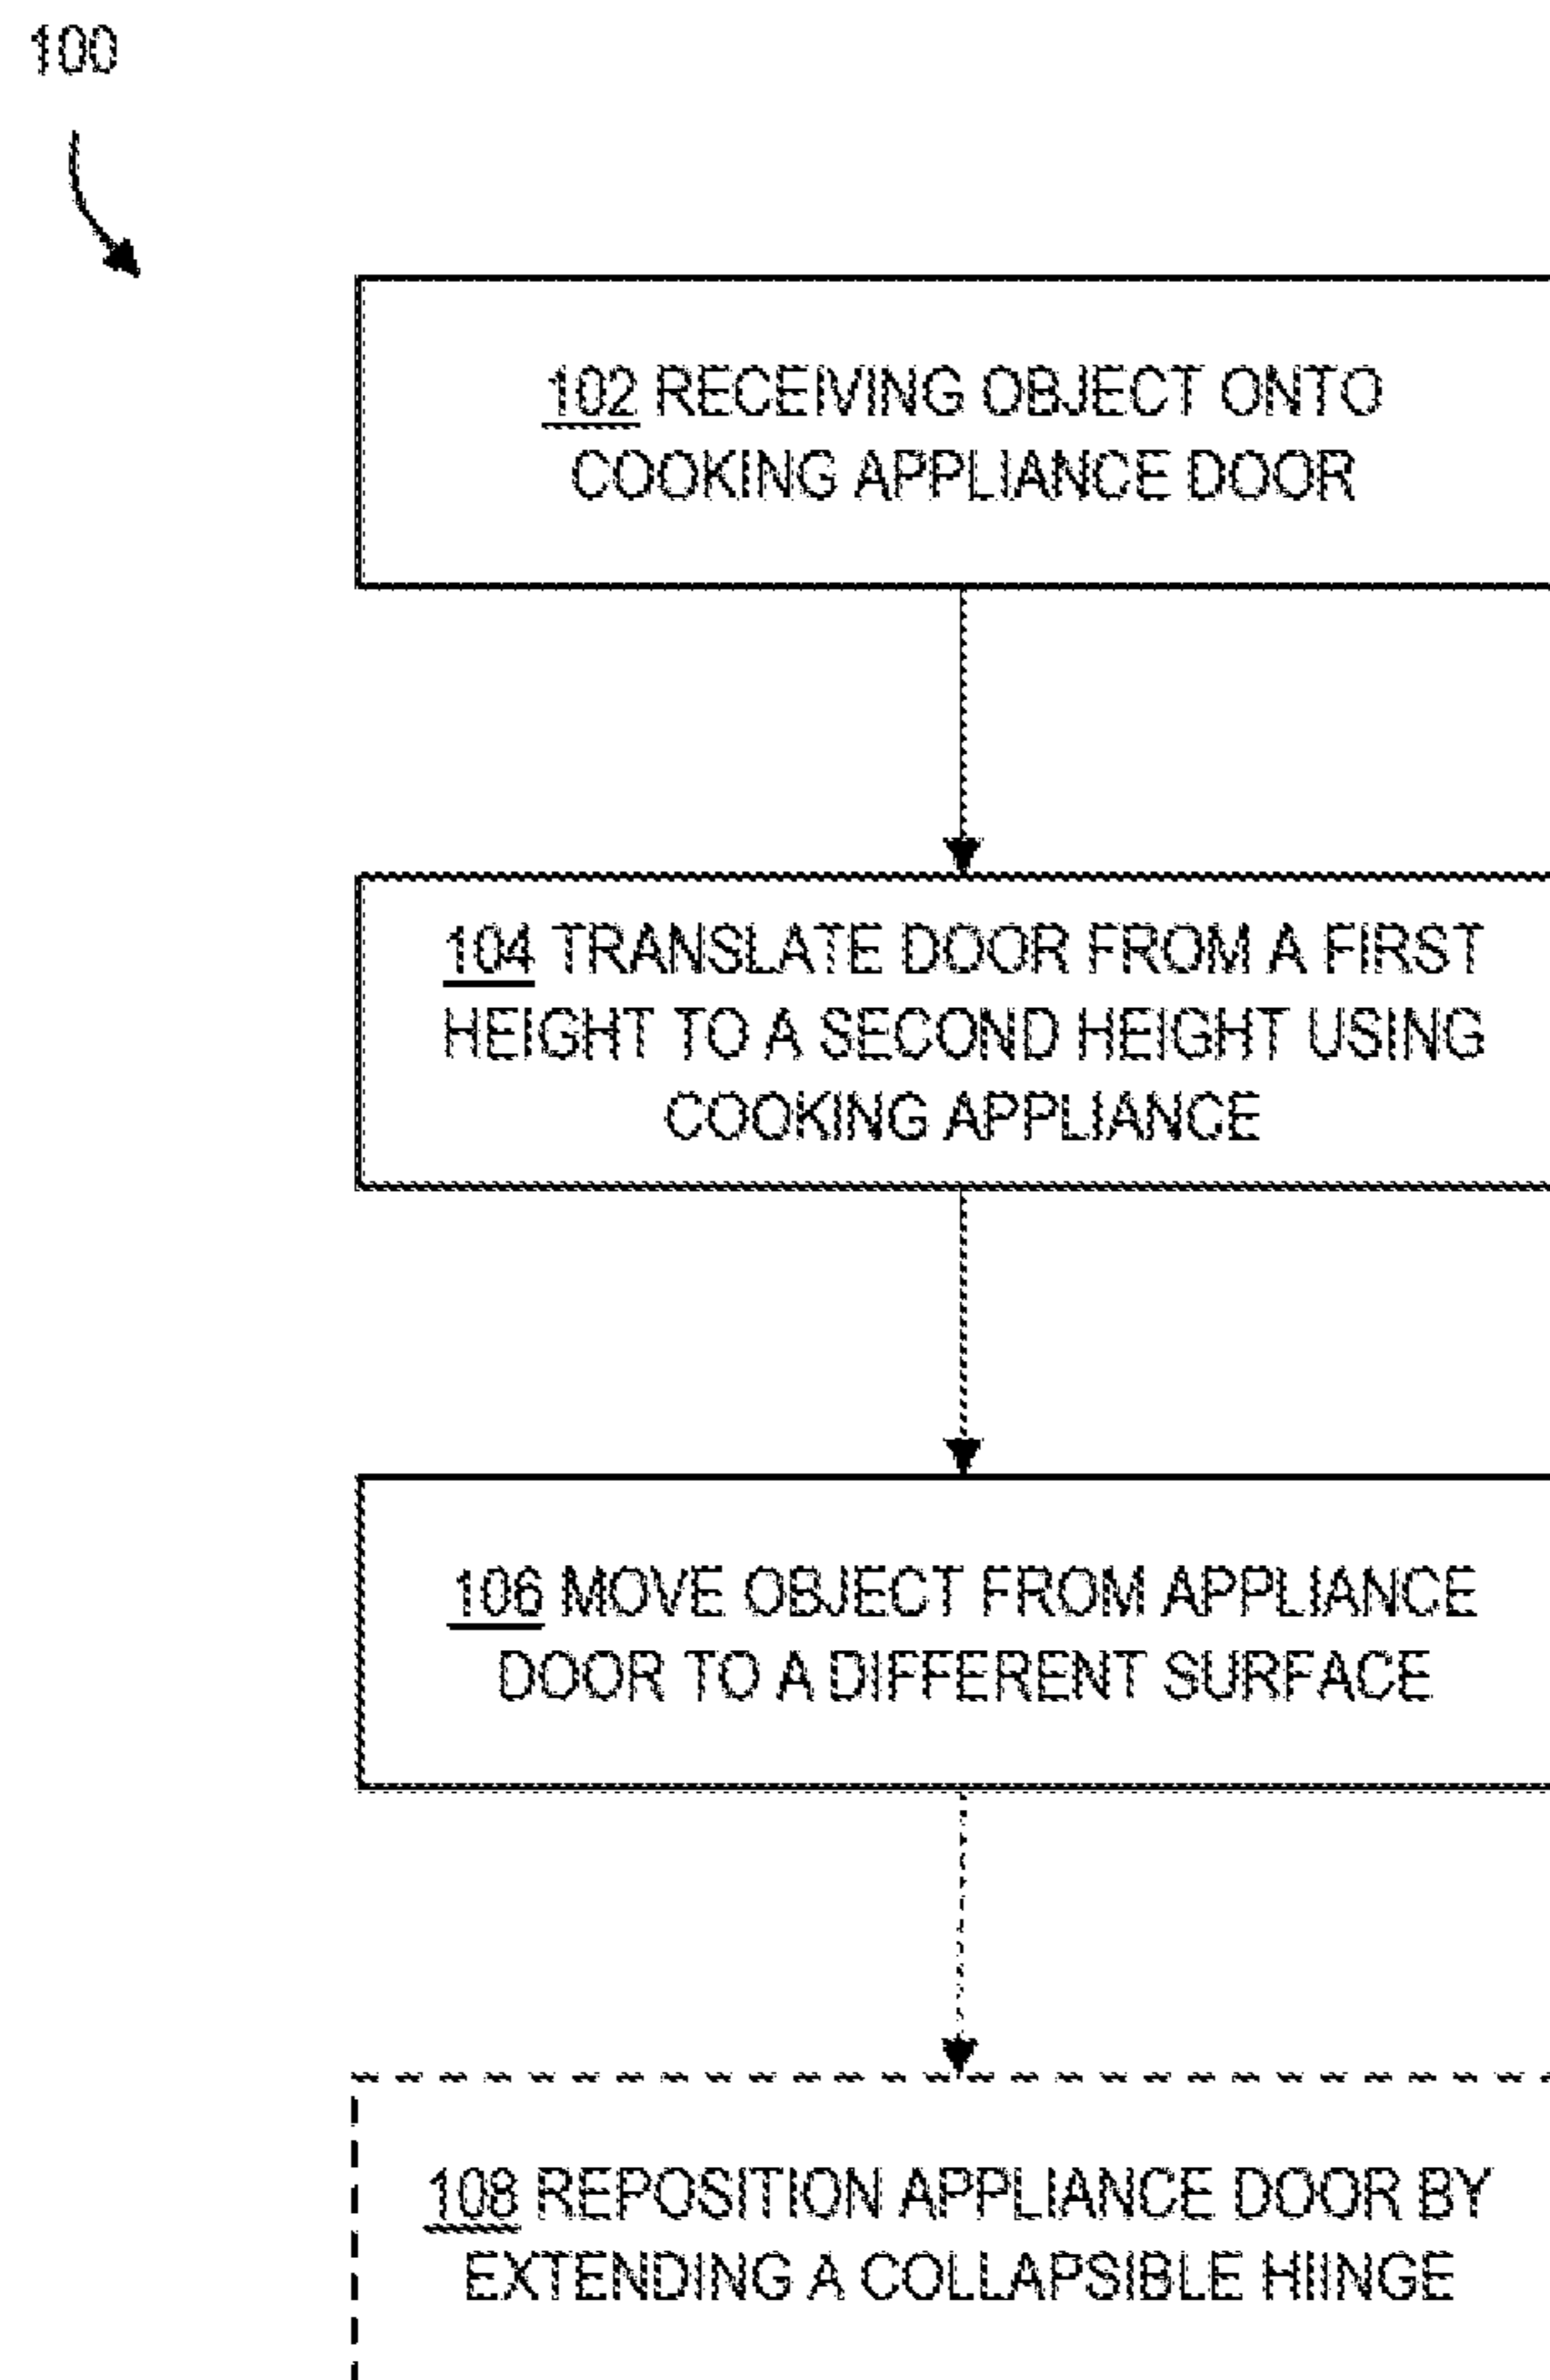 100
102 RECEIVING OBJECT ONTO
COOKING APPLIANCE DOOR
104 TRANSLATE DOOR FROM A FIRST
HEIGHT TO A SECOND HEIGHT USING
COOKING APPLIANCE
106 MOVE OBJECT FROM APPLIANCE
DOOR TO A DIFFERENT SURFACE
108 REPOSITION APPLIANCE DOOR BY
EXTENDING A COLLAPSIBLE HIINGE